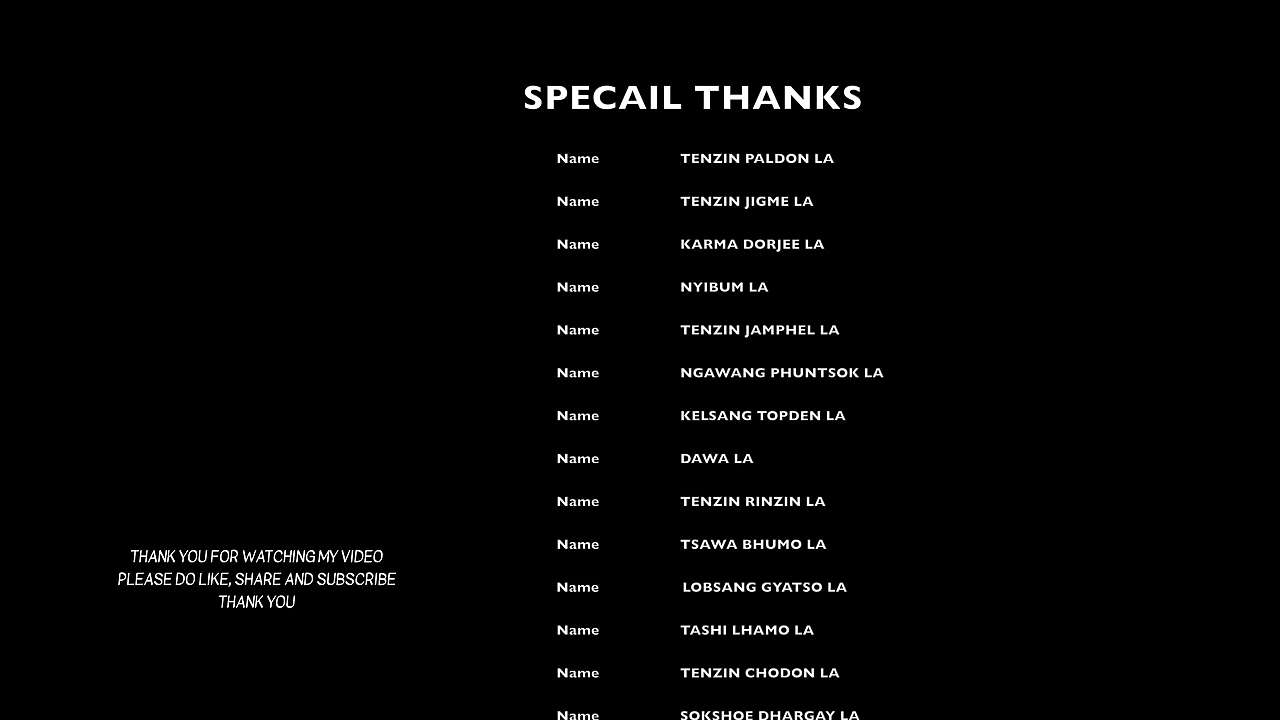 SPECAIL THANKS
Name TENZIN PALDON LA
Name TENZIN JIGME LA
Name KARMA DORJEE LA
Name NYIBUM LA
Name TENZIN JAMPHEL LA
Name NGAWANG PHUNTSOK LA
Name KELSANG TOPDEN LA
Name DAWA LA
Name TENZIN RINZIN LA
Name TSAWA BHUMO LA
Name LOBSANG GYATSO LA
Name TASHI LHAMO LA
Name TENZIN CHODON LA
Name SOKSHOE DHARGAY LA
THANK YOU FOR WATCHING MY VIDEO
PLEASE DO LIKE, SHARE AND SUBSCRIBE
THANK YOU